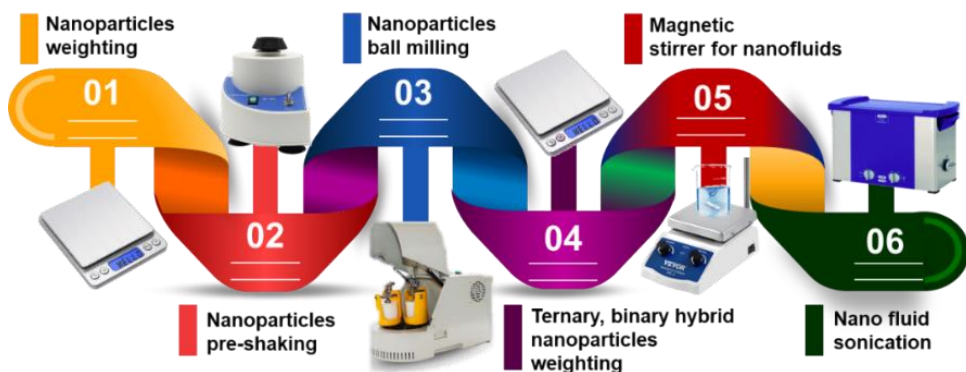 Nanoparticles
weighting
01
Nanoparticles
pre-shaking
02
Nanoparticles
ball milling
03
Ternary, binary hybrid
nanoparticles
weighting
04
Magnetic
stirrer for nanofluids
05
VEVOR
Nano fluid
sonication
06